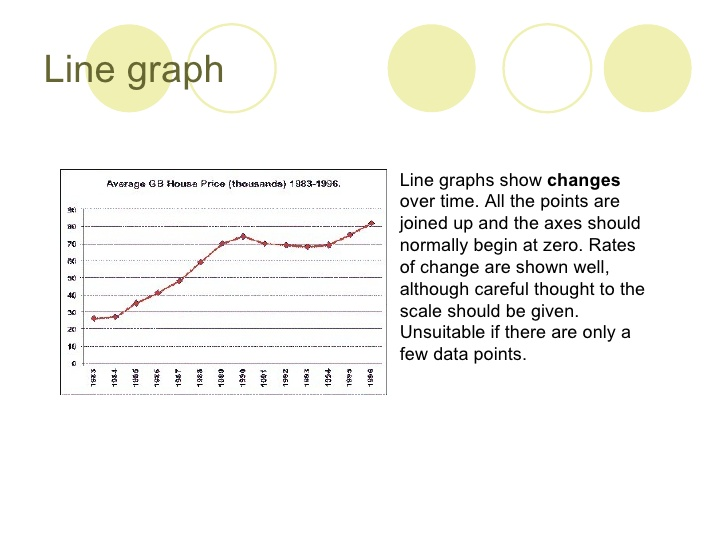 Line graph
Average GB House Price (thousands) 1983-1996.
90
80
70
60
50
40
30
20
10
0
1983
1984
1985
1986
1987
1988
1989
1990
1991
1992
1993
1994
1995
1996
Line graphs show changes
over time. All the points are
joined up and the axes should
normally begin at zero. Rates
of change are shown well,
although careful thought to the
scale should be given.
Unsuitable if there are only a
few data points.